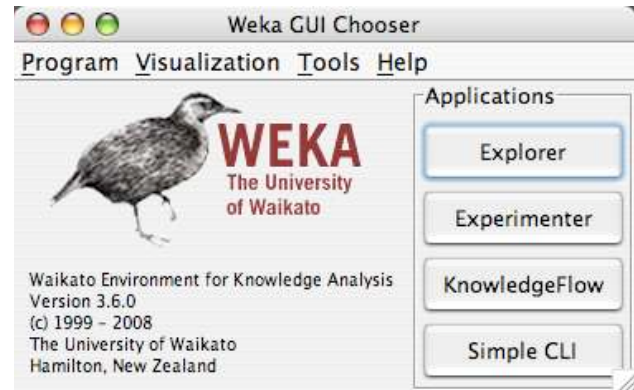 Weka GUI Chooser
Program Visualization Tools Help
WEKA
The University
of Waikato
Waikato Environment for Knowledge Analysis
Version 3.6.0
(c) 1999 - 2008
The University of Waikato
Hamilton, New Zealand
Applications
Explorer
Experimenter
KnowledgeFlow
Simple CLI